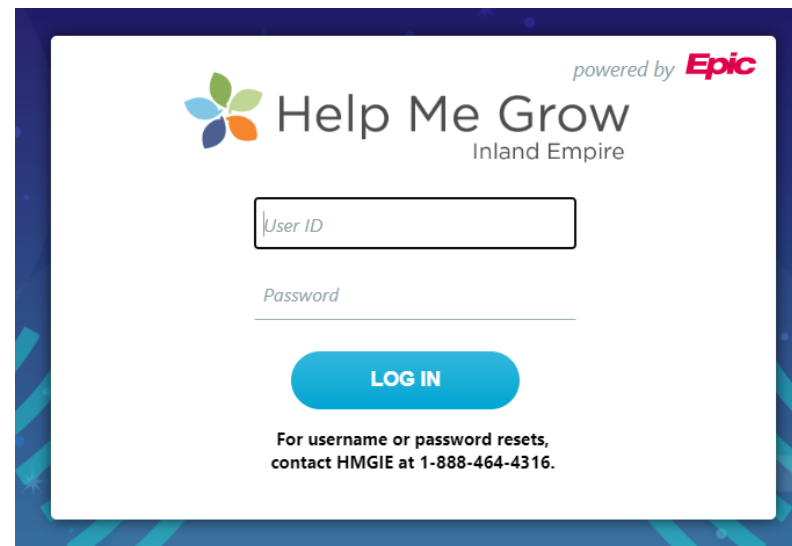 powered by Epic
Help Me Grow
Inland Empire
User ID
Password
LOG IN
For username or password resets,
contact HMGIE at 1-888-464-4316.